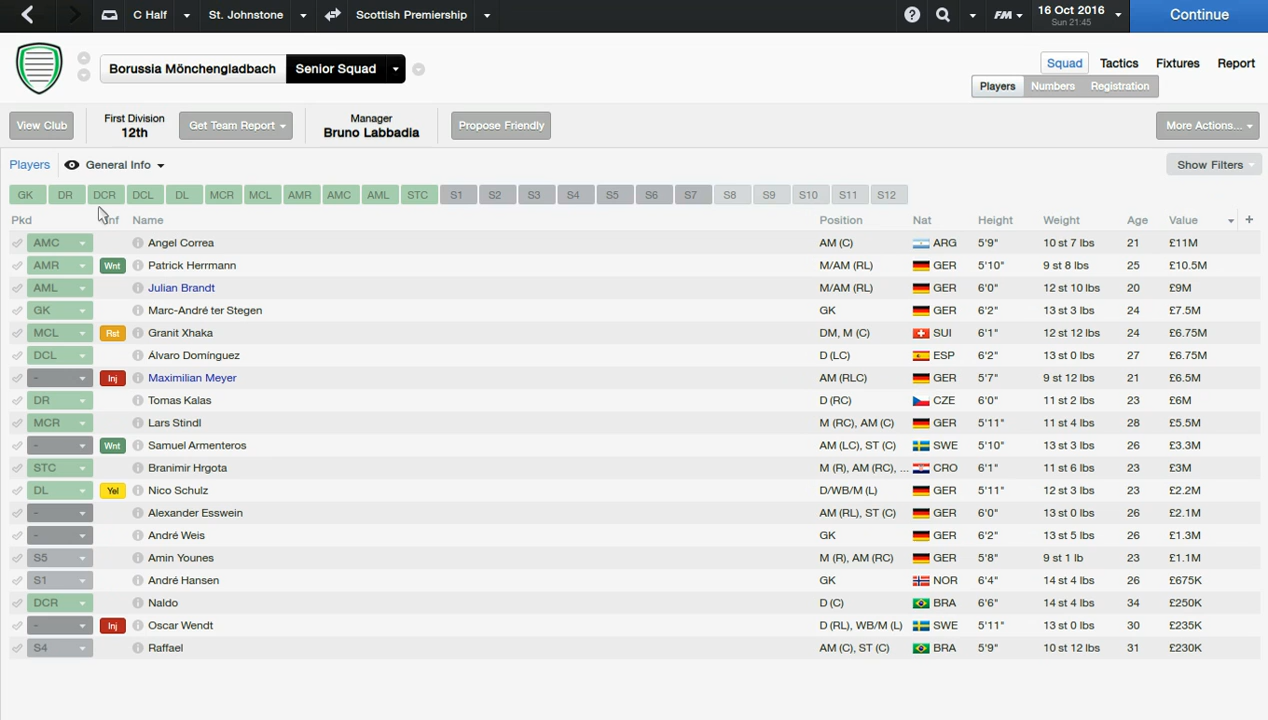 C Half St. Johnstone Scottish Premiership ? FM 16 Oct 2016 Continue
Sun 21:45
Borussia Mönchengladbach Senior Squad Squad Tactics Fixtures Report
Players Numbers Registration
View Club First Division 12th Get Team Report Manager Bruno Labbadia Propose Friendly More Actions...
Players General Info Show Filters
GK DR DCR DCL DL MCR MCL AMR AMC AML STC S1 S2 S3 S4 S5 S6 S7 S8 S9 S10 S11 S12
Pkd Inf Name Position Nat Height Weight Age Value +
AMC Angel Correa AM (C) ARG 5'9" 10 st 7 lbs 21 £11M
AMR Wnt Patrick Herrmann M/AM (RL) GER 5'10" 9 st 8 lbs 25 £10.5M
AML Julian Brandt M/AM (RL) GER 6'0" 12 st 10 lbs 20 £9M
GK Marc-André ter Stegen GK GER 6'2" 13 st 3 lbs 24 £7.5M
MCL Rst Granit Xhaka DM, M (C) SUI 6'1" 12 st 12 lbs 24 £6.75M
DCL Álvaro Domínguez D (LC) ESP 6'2" 13 st 0 lbs 27 £6.75M
- Inj Maximilian Meyer AM (RLC) GER 5'7" 9 st 12 lbs 21 £6.5M
DR Tomas Kalas D (RC) CZE 6'0" 11 st 2 lbs 23 £6M
MCR Lars Stindl M (RC), AM (C) GER 5'11" 11 st 4 lbs 28 £5.5M
- Wnt Samuel Armenteros AM (LC), ST (C) SWE 5'10" 13 st 3 lbs 26 £3.3M
STC Branimir Hrgota M (R), AM (RC), ... CRO 6'1" 11 st 6 lbs 23 £3M
DL Yel Nico Schulz D/WB/M (L) GER 5'11" 12 st 3 lbs 23 £2.2M
- Alexander Esswein AM (RL), ST (C) GER 6'0" 13 st 0 lbs 26 £2.1M
- André Weis GK GER 6'2" 13 st 5 lbs 26 £1.3M
S5 Amin Younes M (R), AM (RC) GER 5'8" 9 st 1 lb 23 £1.1M
S1 André Hansen GK NOR 6'4" 14 st 4 lbs 26 £675K
DCR Naldo D (C) BRA 6'6" 14 st 4 lbs 34 £250K
- Inj Oscar Wendt D (RL), WB/M (L) SWE 5'11" 13 st 0 lbs 30 £235K
S4 Raffael AM (C), ST (C) BRA 5'9" 10 st 12 lbs 31 £230K